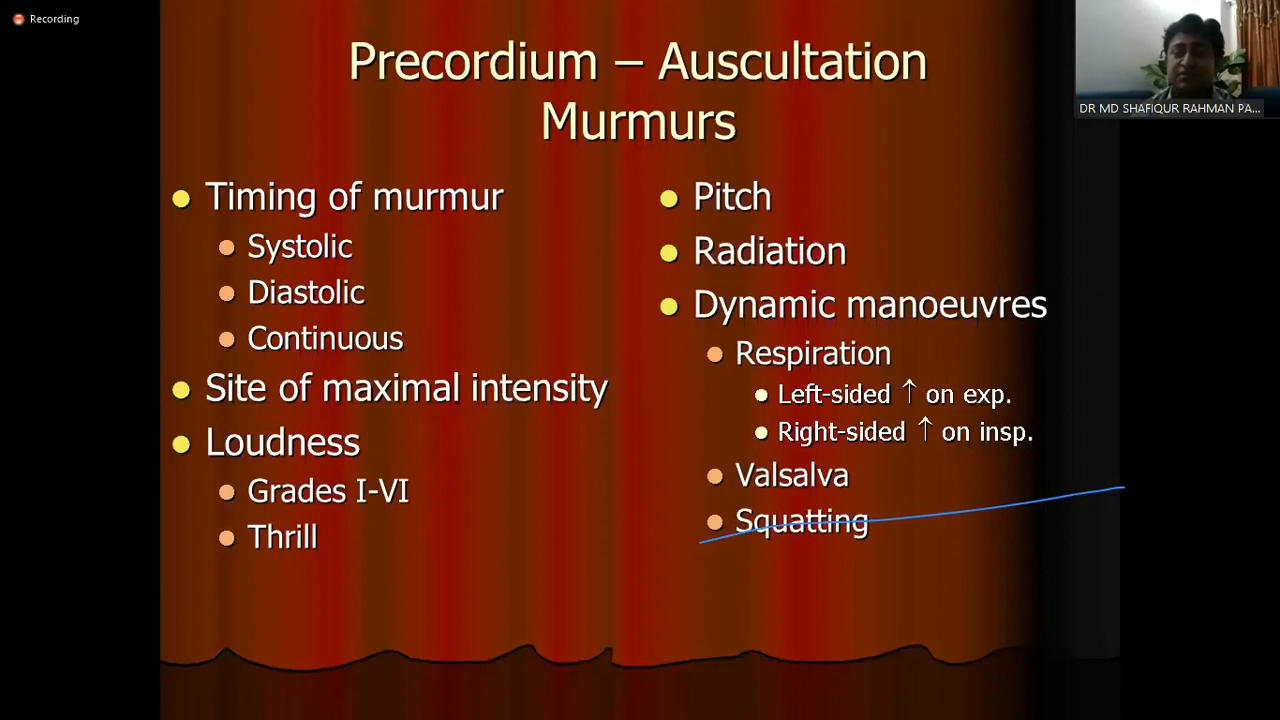 Recording
Precordium – Auscultation
Murmurs
DR MD SHAFIQUR RAHMAN PA...
Timing of murmur
Systolic
Diastolic
Continuous
Site of maximal intensity
Loudness
Grades I-VI
Thrill
Pitch
Radiation
Dynamic manoeuvres
Respiration
Left-sided ↑ on exp.
Right-sided ↑ on insp.
Valsalva
Squatting